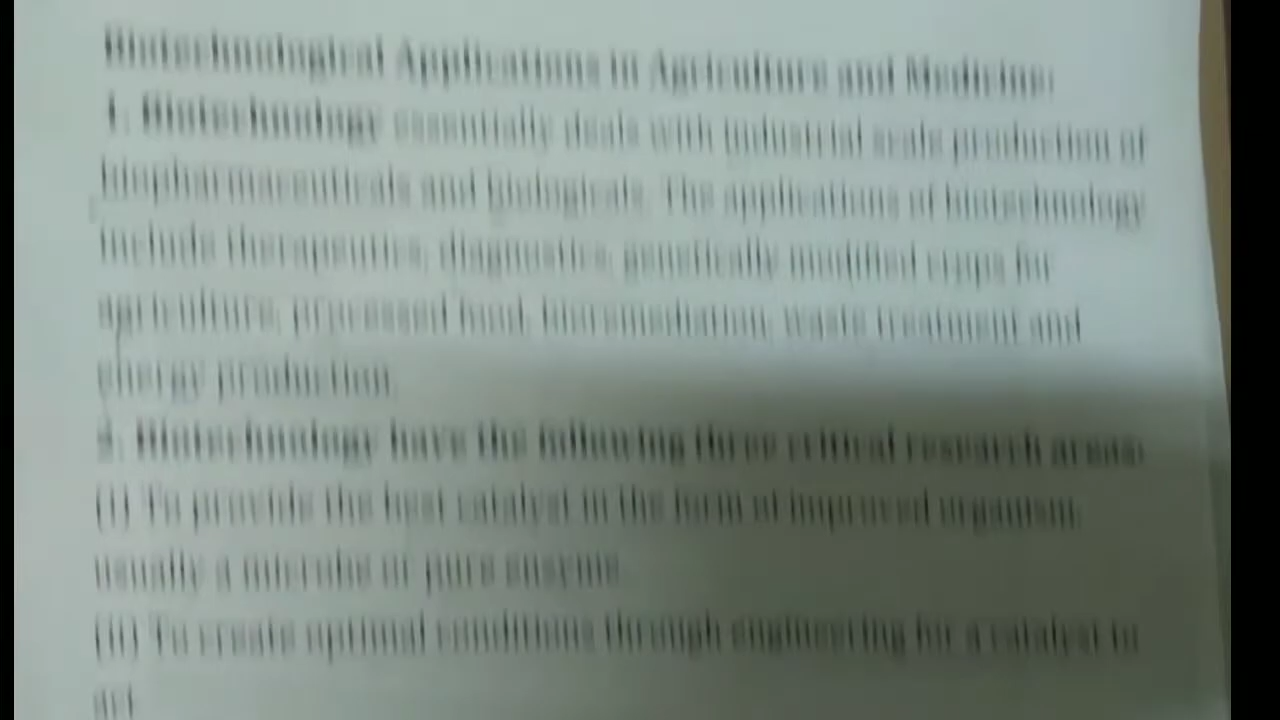 Biotechnological Applications in Agriculture and Medicine:
1. Biotechnology essentially deals with industrial scale production of
biopharmaceuticals and biologicals. The applications of biotechnology
include therapeutics, diagnostics, genetically modified crops for
agriculture, processed food, bioremediation, waste treatment and
energy production.
2. Biotechnology have the following three critical research areas:
(i) To provide the best catalyst in the form of improved organism,
usually a microbe or pure enzyme.
(ii) To create optimal conditions through engineering for a catalyst to
act.